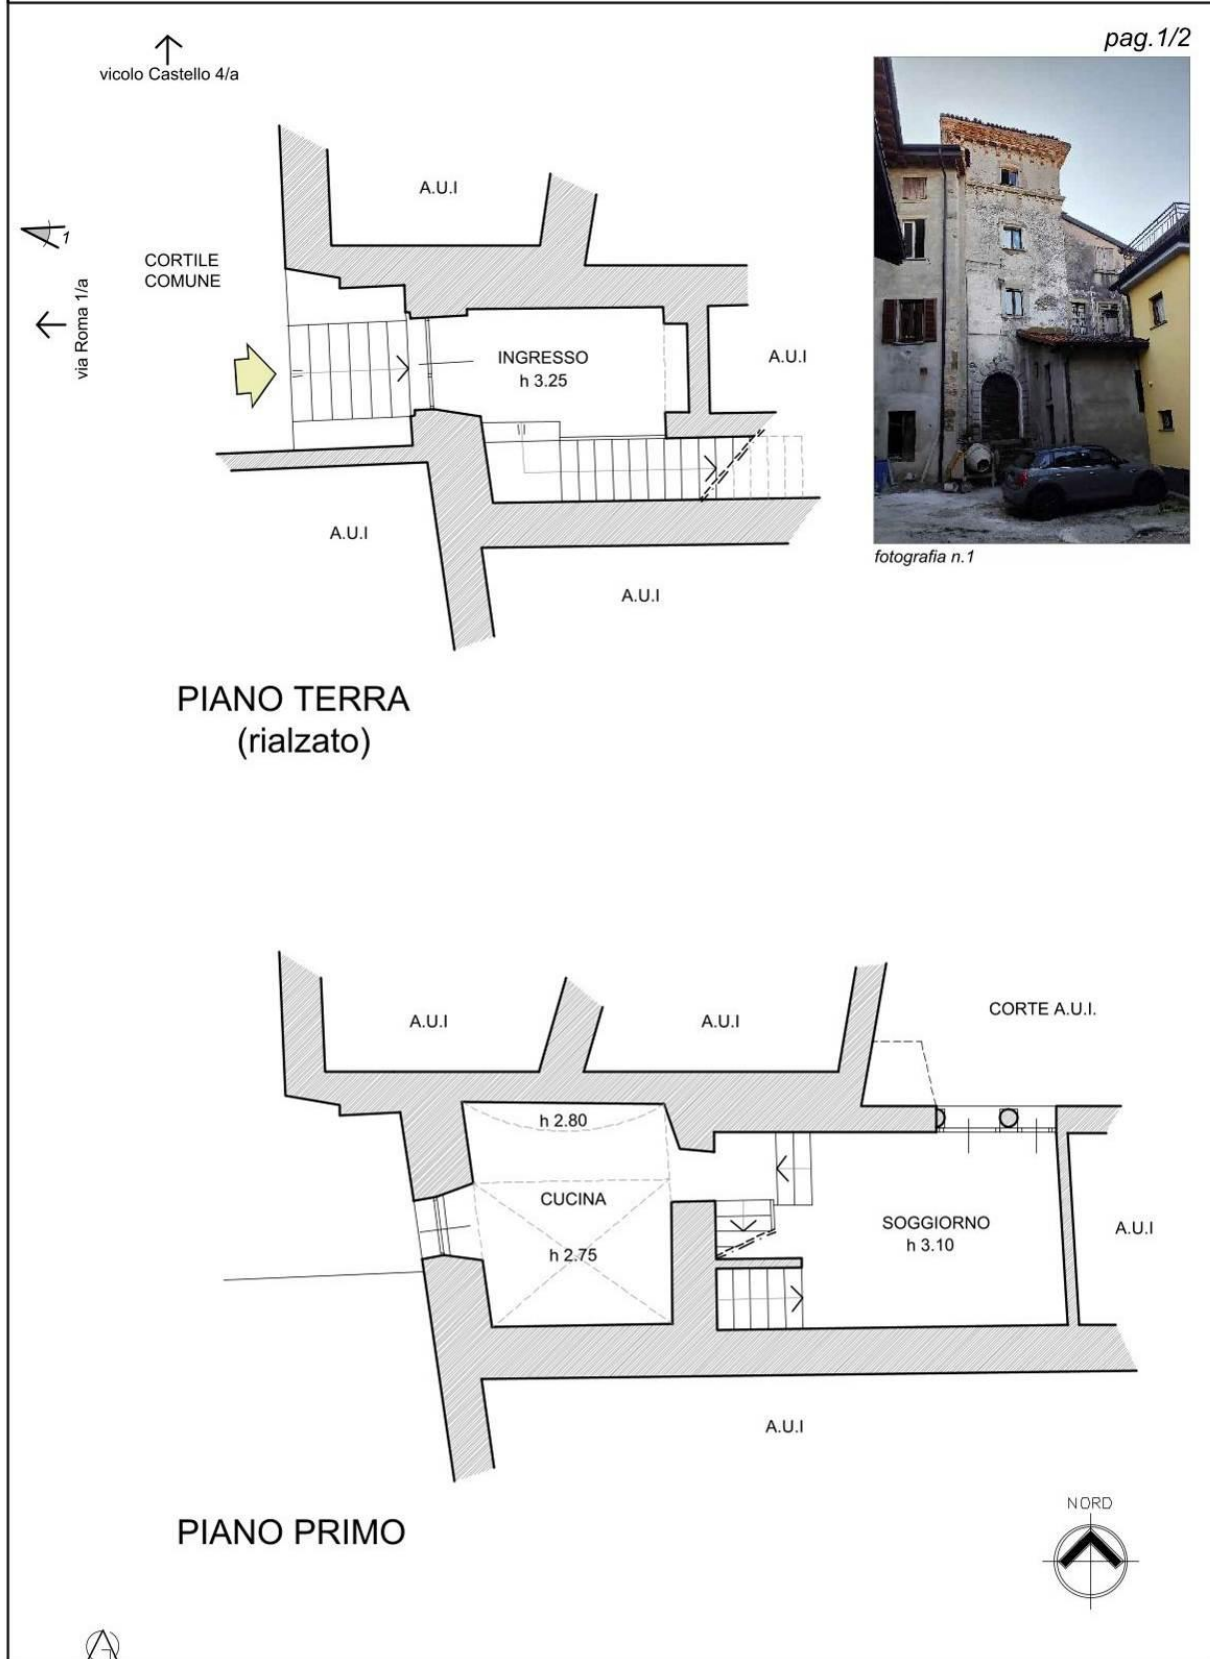 pag.1/2
vicolo Castello 4/a
A.U.I
1
CORTILE
COMUNE
via Roma 1/a
INGRESSO
h 3.25
A.U.I
A.U.I
A.U.I
fotografia n.1
PIANO TERRA
(rialzato)
A.U.I
A.U.I
CORTE A.U.I.
h 2.80
CUCINA
h 2.75
SOGGIORNO
h 3.10
A.U.I
A.U.I
NORD
PIANO PRIMO